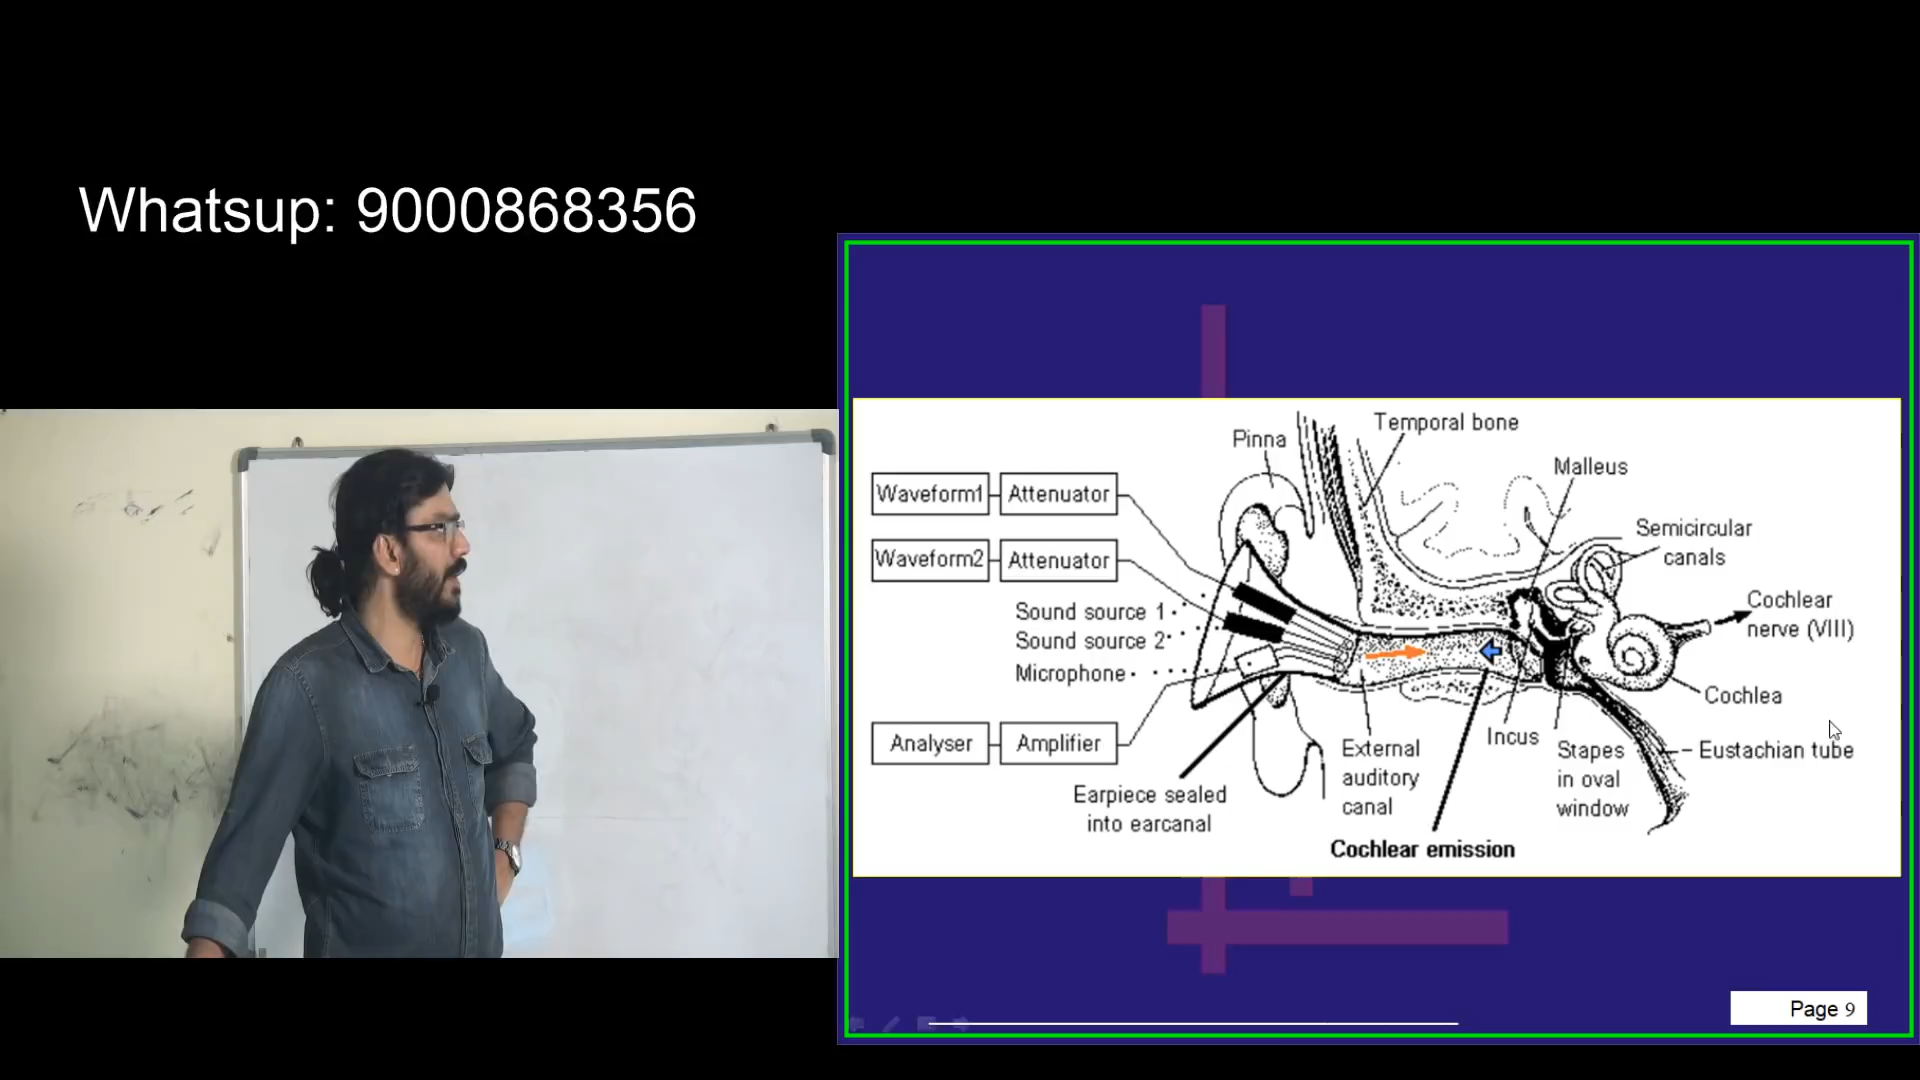 Whatsup: 9000868356
Temporal bone
Pinna
Malleus
Waveform1
Attenuator
Semicircular
canals
Waveform2
Attenuator
Sound source 1
Sound source 2
Microphone
Cochlear
nerve (VIII)
Cochlea
Analyser
Amplifier
External
auditory
canal
Incus
Stapes
in oval
window
Eustachian tube
Earpiece sealed
into earcanal
Cochlear emission
Page 9